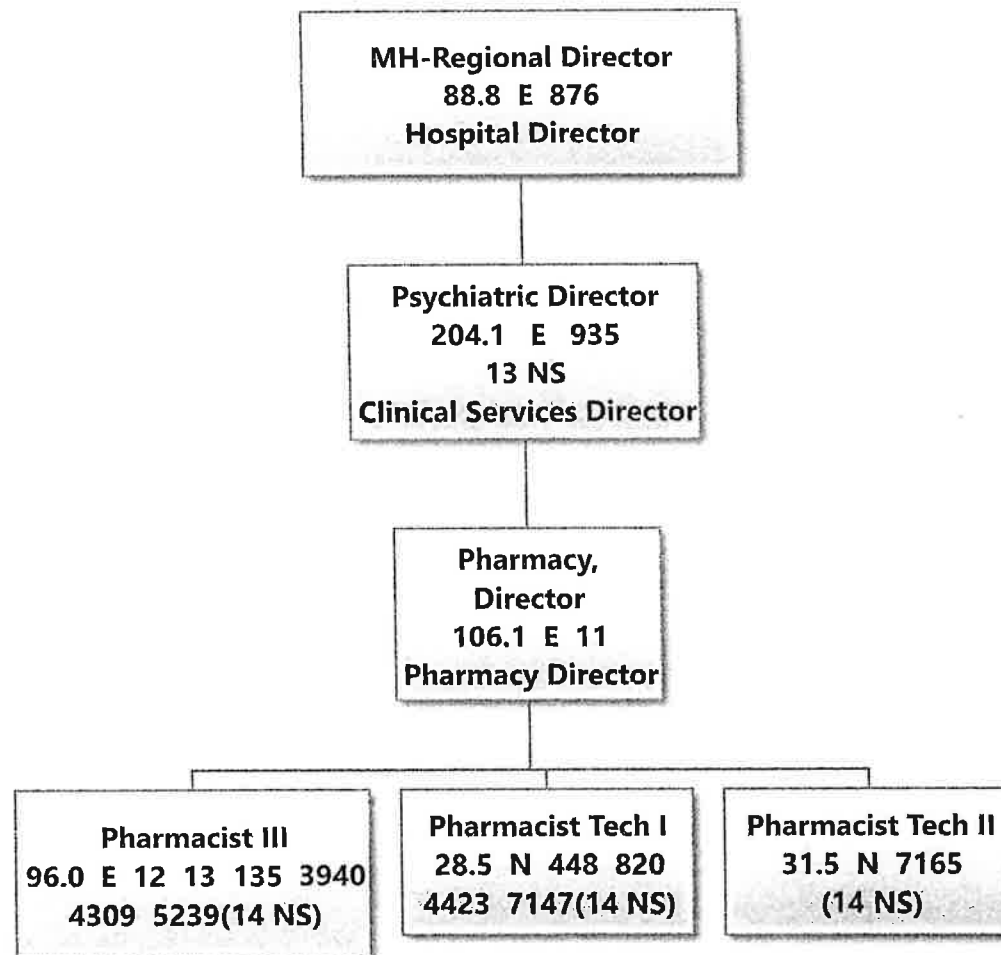 MH-Regional Director
88.8 E 876
Hospital Director
Psychiatric Director
204.1 E 935
13 NS
Clinical Services Director
Pharmacy,
Director
106.1 E 11
Pharmacy Director
Pharmacist III
96.0 E 12 13 135 3940
4309 5239(14 NS)
Pharmacist Tech I
28.5 N 448 820
4423 7147(14 NS)
Pharmacist Tech II
31.5 N 7165
(14 NS)